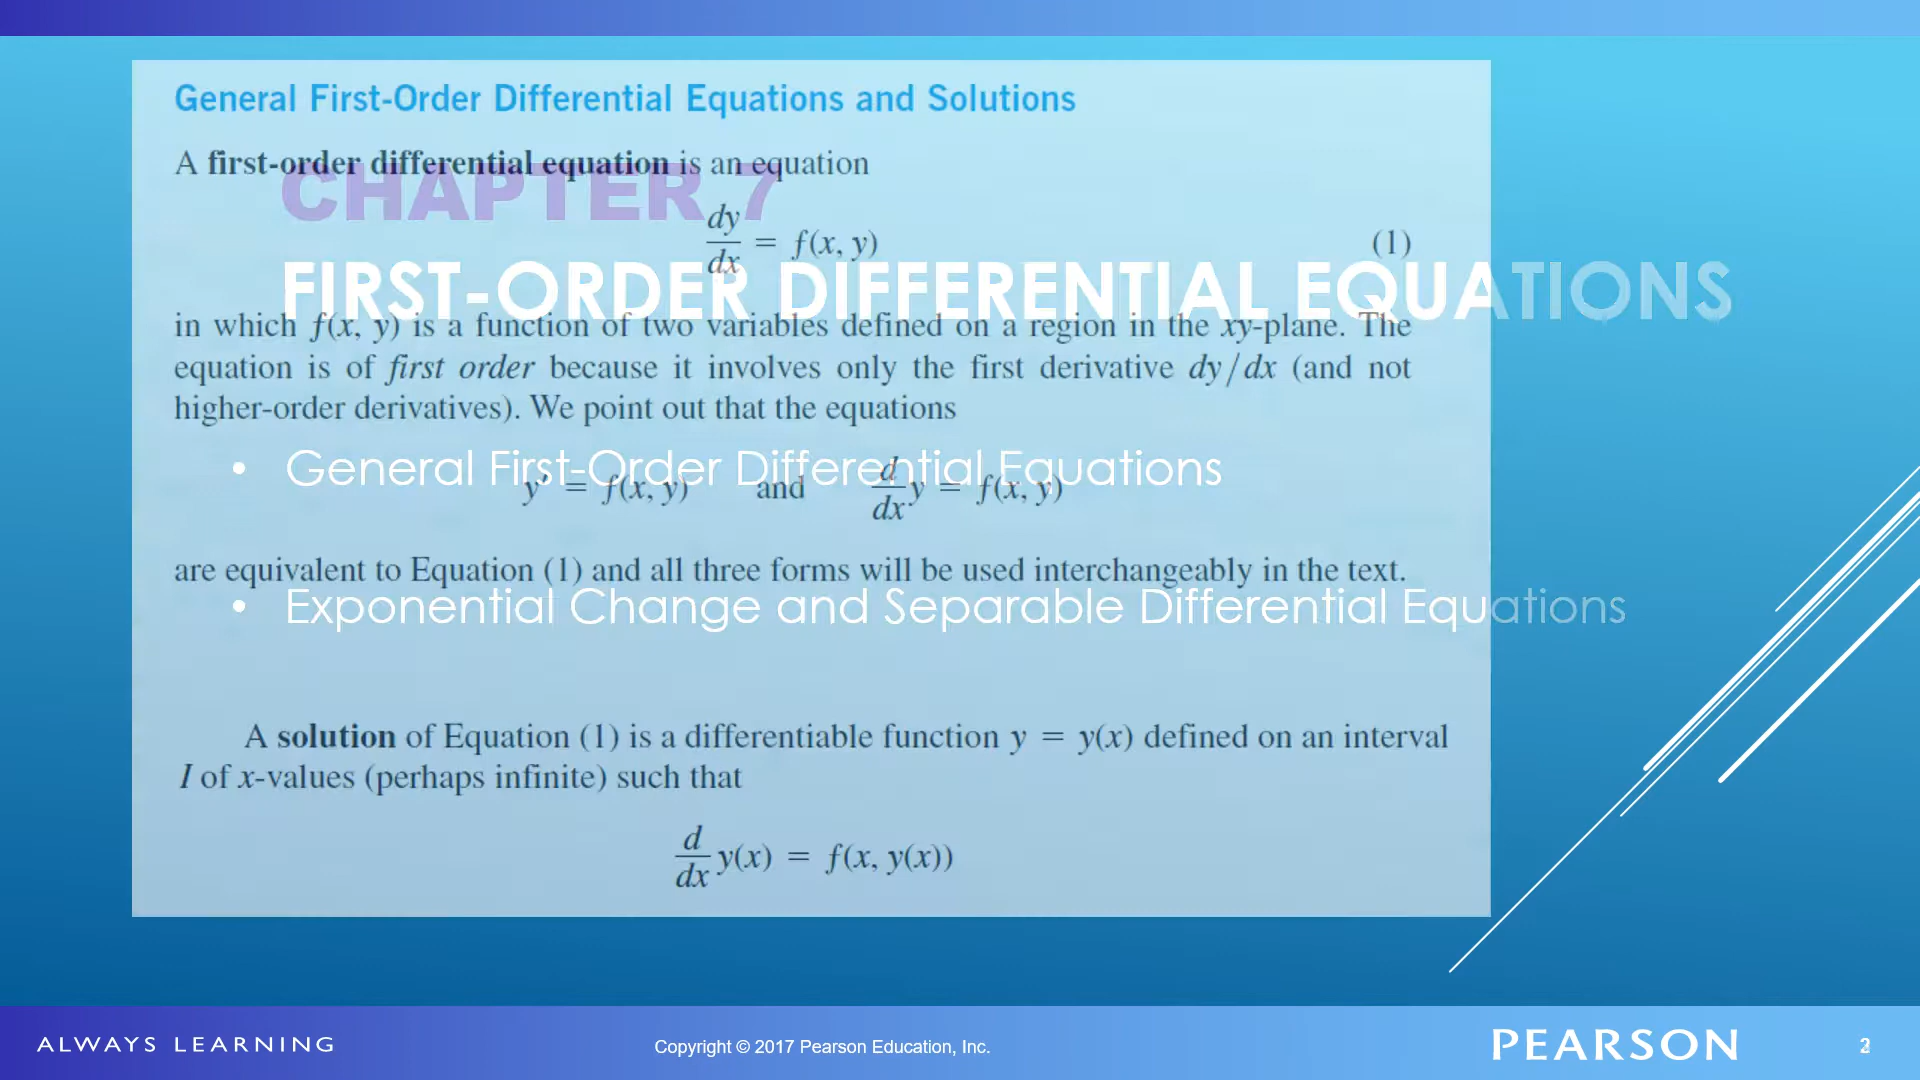 General First-Order Differential Equations and Solutions
A first-order differential equation is an equation
CHAPTER 7
dy/dx = f(x, y) (1)
FIRST-ORDER DIFFERENTIAL EQUATIONS
in which f(x, y) is a function of two variables defined on a region in the xy-plane. The
equation is of first order because it involves only the first derivative dy/dx (and not
higher-order derivatives). We point out that the equations
• General First-Order Differential Equations
y' = f(x, y) and d/dx y = f(x, y)
are equivalent to Equation (1) and all three forms will be used interchangeably in the text.
• Exponential Change and Separable Differential Equations
A solution of Equation (1) is a differentiable function y = y(x) defined on an interval
I of x-values (perhaps infinite) such that
d/dx y(x) = f(x, y(x))
ALWAYS LEARNING
Copyright © 2017 Pearson Education, Inc.
PEARSON